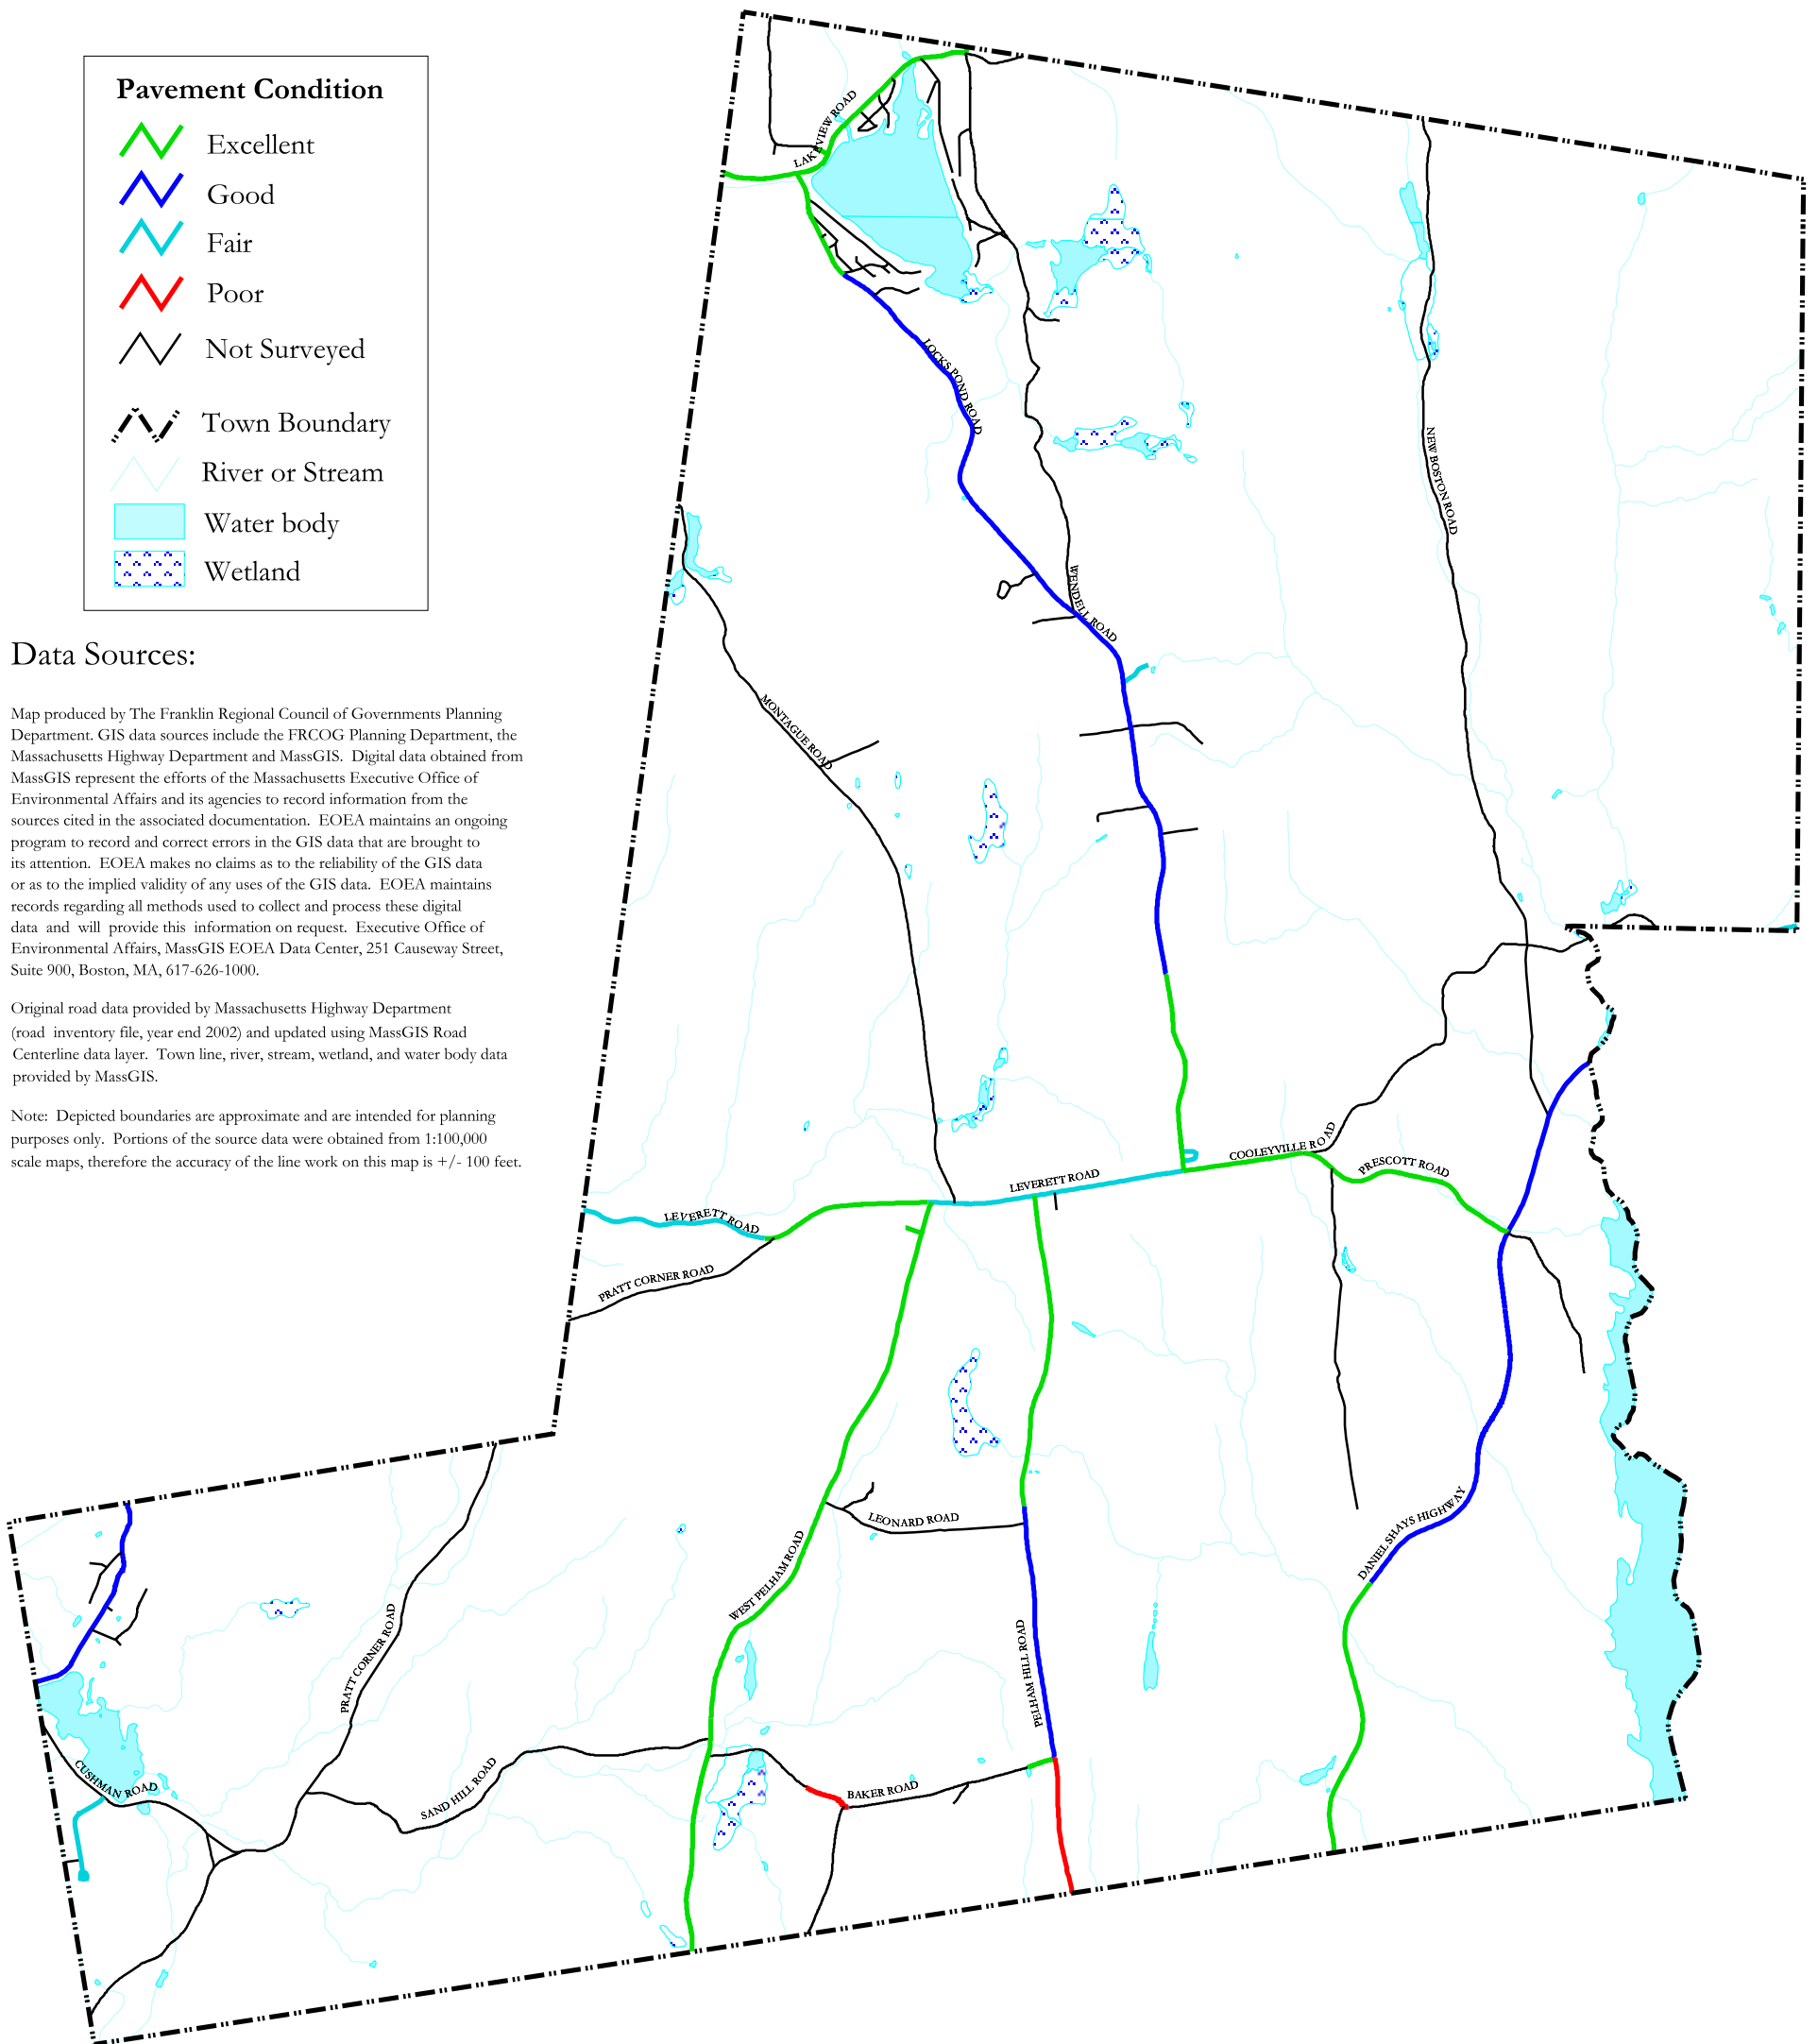 Pavement Condition
Excellent
Good
Fair
Poor
Not Surveyed
Town Boundary
River or Stream
Water body
Wetland
Data Sources:
Map produced by The Franklin Regional Council of Governments Planning
Department. GIS data sources include the FRCOG Planning Department, the
Massachusetts Highway Department and MassGIS.  Digital data obtained from
MassGIS represent the efforts of the Massachusetts Executive Office of
Environmental Affairs and its agencies to record information from the
sources cited in the associated documentation.  EOEA maintains an ongoing
program to record and correct errors in the GIS data that are brought to
its attention.  EOEA makes no claims as to the reliability of the GIS data
or as to the implied validity of any uses of the GIS data.  EOEA maintains
records regarding all methods used to collect and process these digital
data  and  will  provide this  information on request.  Executive Office of
Environmental Affairs, MassGIS EOEA Data Center, 251 Causeway Street,
Suite 900, Boston, MA, 617-626-1000.
Original road data provided by Massachusetts Highway Department
(road  inventory file, year end 2002) and updated using MassGIS Road
Centerline data layer.  Town line, river, stream, wetland, and water body data
provided by MassGIS.
Note:  Depicted boundaries are approximate and are intended for planning
purposes only.  Portions of the source data were obtained from 1:100,000
scale maps, therefore the accuracy of the line work on this map is +/- 100 feet.
LAKEVIEW ROAD
LOCKS POND ROAD
NEW BOSTON ROAD
WENDELL ROAD
MONTAGUE ROAD
COOLEYVILLE ROAD
PRESCOTT ROAD
LEVERETT ROAD
LEVERETT ROAD
PRATT CORNER ROAD
DANIEL SHAYS HIGHWAY
LEONARD ROAD
WEST PELHAM ROAD
PELHAM HILL ROAD
PRATT CORNER ROAD
SAND HILL ROAD
CUSHMAN ROAD
BAKER ROAD